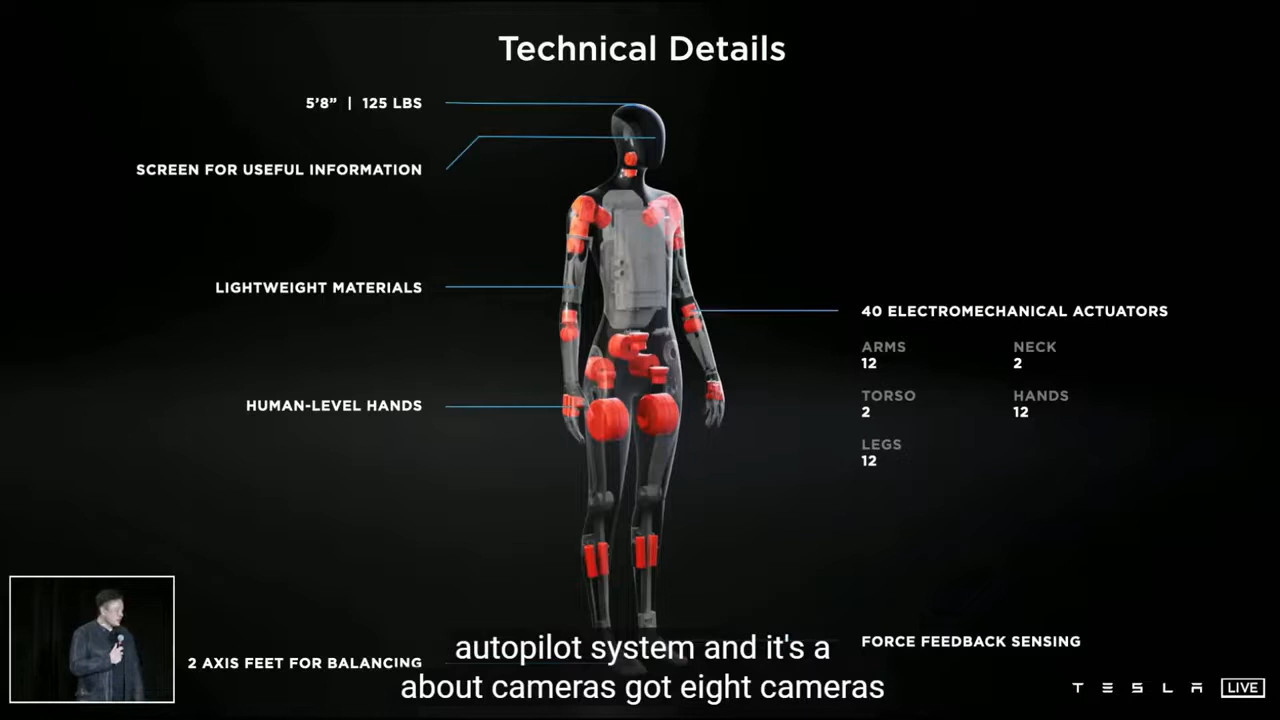 Technical Details
5'8" | 125 LBS
SCREEN FOR USEFUL INFORMATION
LIGHTWEIGHT MATERIALS
HUMAN-LEVEL HANDS
2 AXIS FEET FOR BALANCING
40 ELECTROMECHANICAL ACTUATORS
ARMS NECK
12 2
TORSO HANDS
2 12
LEGS
12
FORCE FEEDBACK SENSING
autopilot system and it's a
about cameras got eight cameras
TESLA LIVE